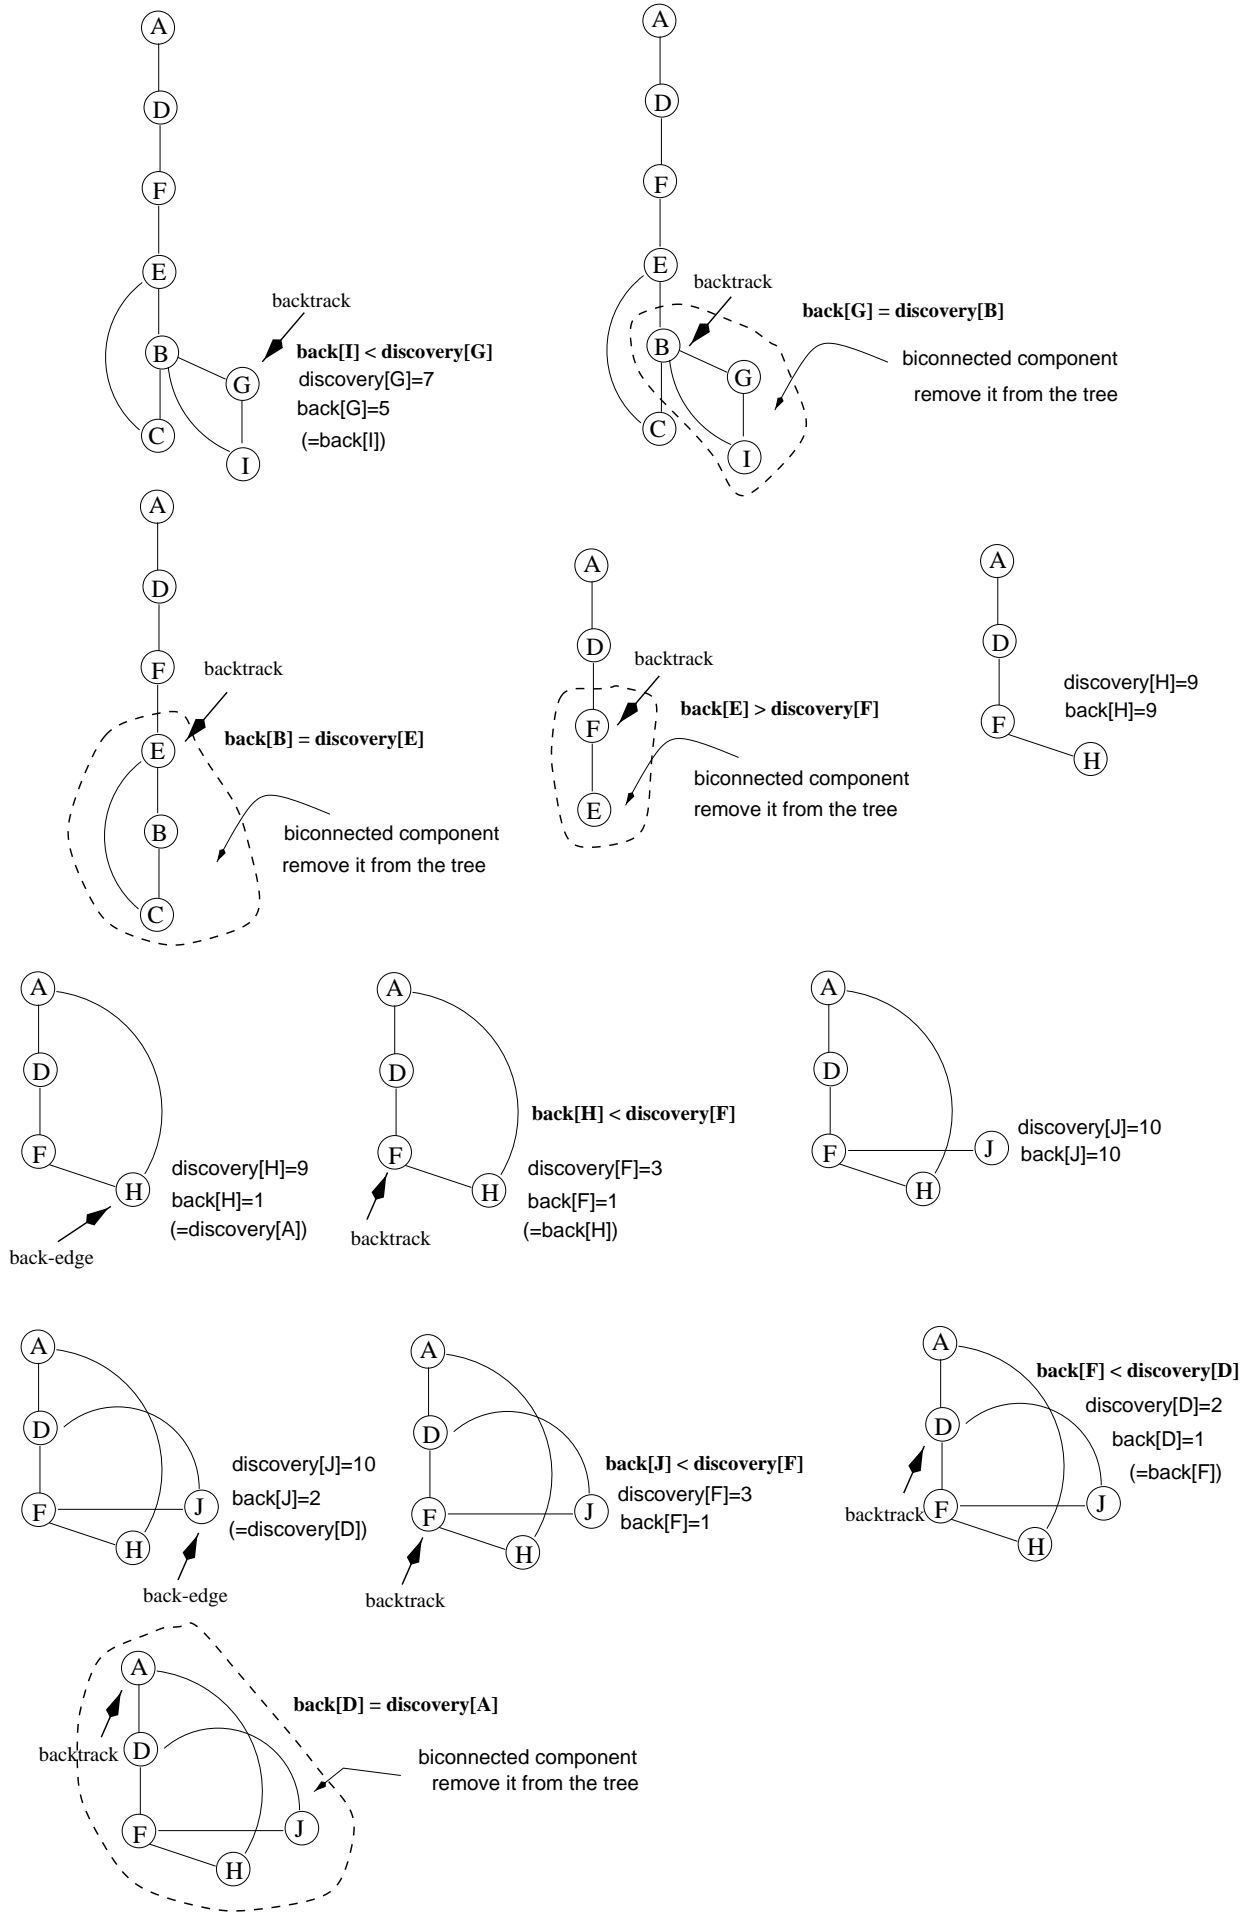 A
D
F
E
backtrack
B
back[I] < discovery[G]
G
discovery[G]=7
back[G]=5
C
(=back[I])
I
A
D
F
E
backtrack
back[G] = discovery[B]
B
biconnected component
G
remove it from the tree
C
I
A
D
F
backtrack
E
back[B] = discovery[E]
B
biconnected component
remove it from the tree
C
A
D
backtrack
F
back[E] > discovery[F]
biconnected component
E
remove it from the tree
A
D
discovery[H]=9
F
back[H]=9
H
A
D
F
discovery[H]=9
H
back[H]=1
(=discovery[A])
back-edge
A
D
back[H] < discovery[F]
F
discovery[F]=3
H
back[F]=1
backtrack
(=back[H])
A
D
discovery[J]=10
F
J
back[J]=10
H
A
D
discovery[J]=10
back[J]=2
F
J
(=discovery[D])
H
back-edge
A
D
back[J] < discovery[F]
discovery[F]=3
F
J
back[F]=1
H
backtrack
A
back[F] < discovery[D]
discovery[D]=2
D
back[D]=1
(=back[F])
backtrack
F
J
H
A
back[D] = discovery[A]
backtrack
D
biconnected component
remove it from the tree
F
J
H